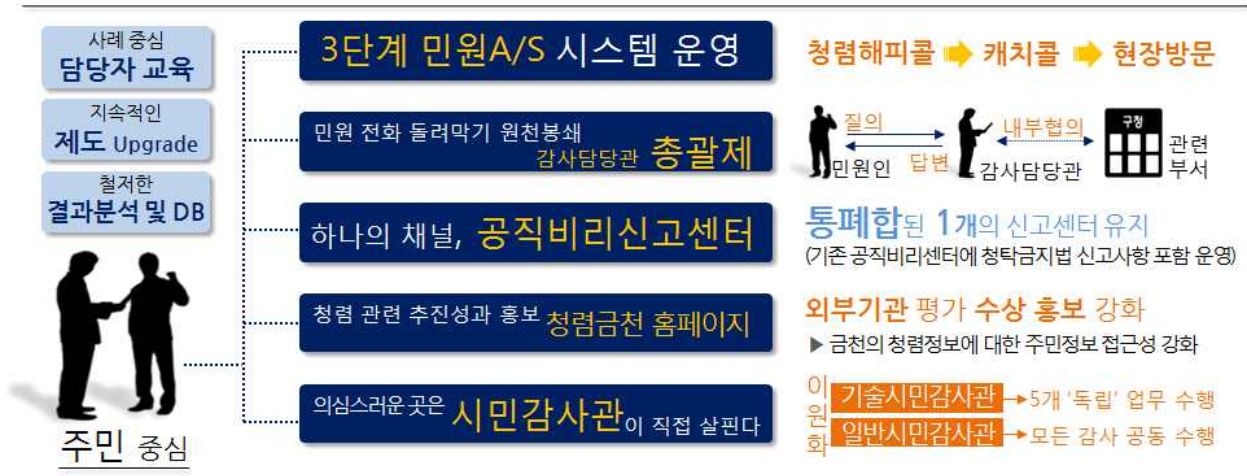 사례 중심
담당자 교육
지속적인
제도 Upgrade
철저한
결과분석 및 DB
주민 중심
3단계 민원A/S 시스템 운영
청렴해피콜 캐치콜 현장방문
민원 전화 돌려막기 원천봉쇄
감사담당관 총괄제
질의
답변
민원인
내부협의
감사담당관
구청
관련
부서
하나의 채널, 공직비리신고센터
통폐합된 1개의 신고센터 유지
(기존 공직비리센터에 청탁금지법 신고사항 포함 운영)
청렴 관련 추진성과 홍보 청렴금천 홈페이지
외부기관 평가 수상 홍보 강화
▶ 금천의 청렴정보에 대한 주민정보 접근성 강화
의심스러운 곳은 시민감사관이 직접 살핀다
이원화
기술시민감사관 → 5개 '독립' 업무 수행
일반시민감사관 → 모든 감사 공동 수행